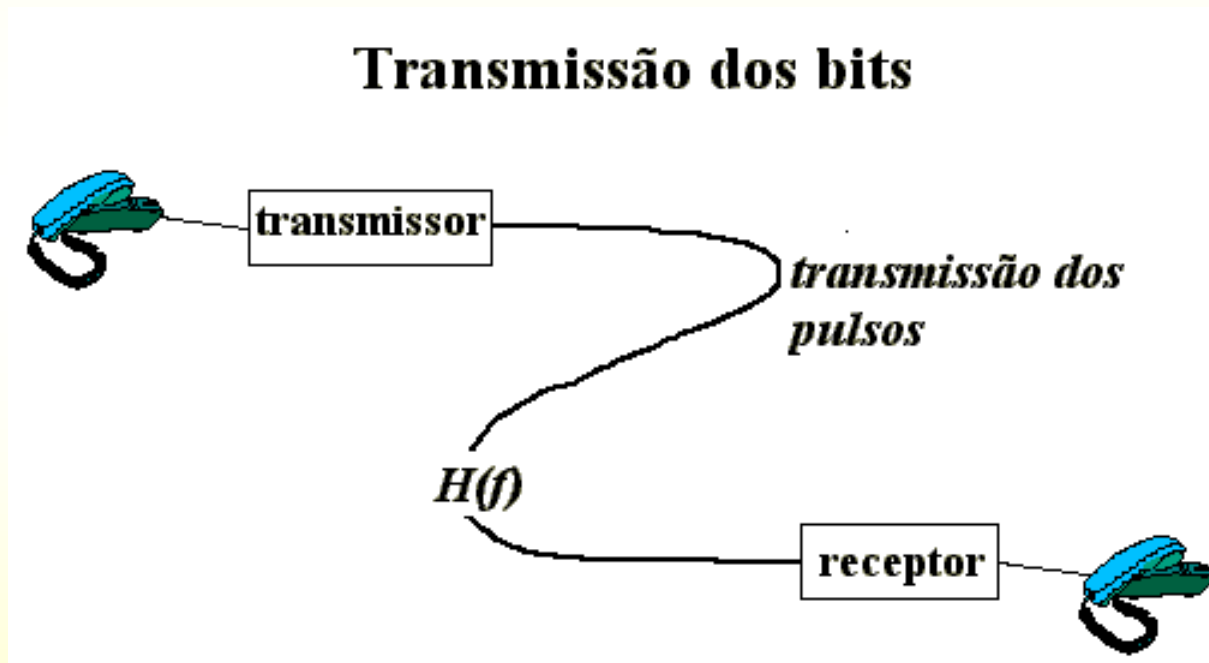 Transmissão dos bits
transmissor
transmissão dos
pulsos
H(f)
receptor